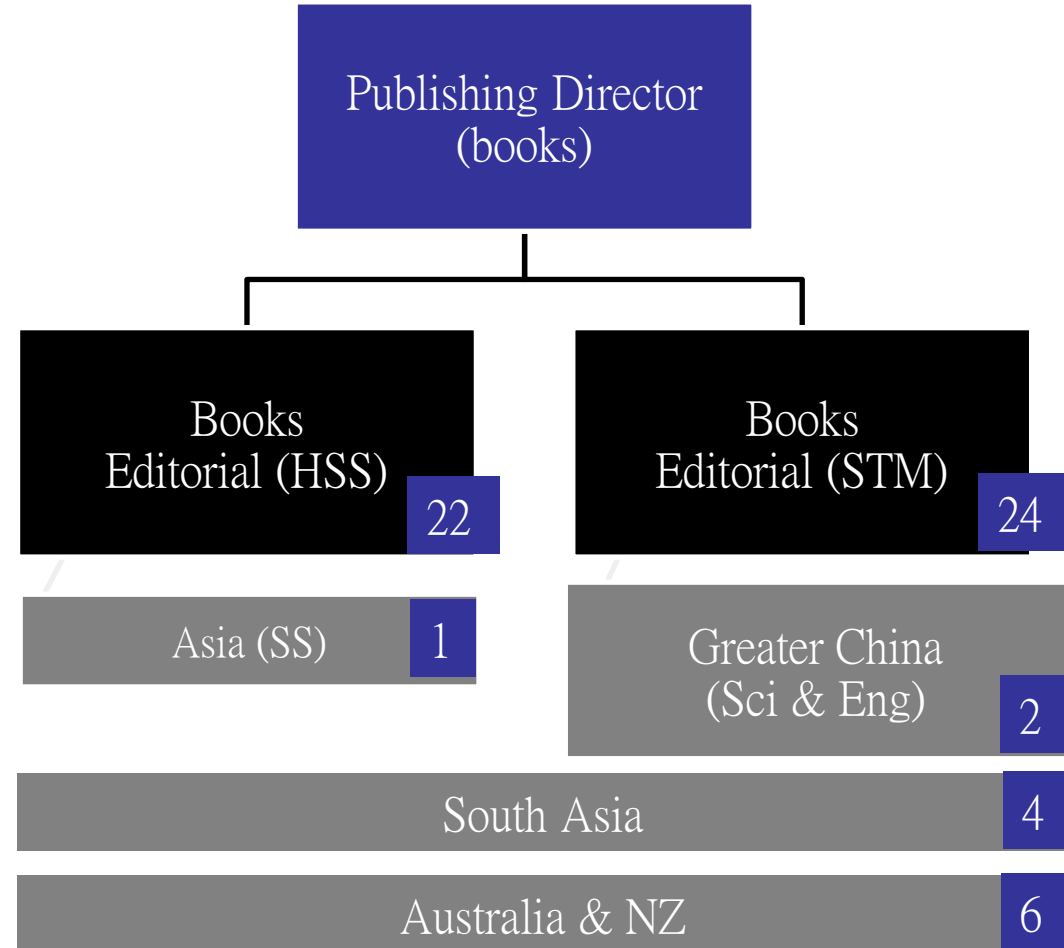 Publishing Director
(books)
Books
Editorial (HSS)
22
Books
Editorial (STM)
24
Asia (SS)
1
Greater China
(Sci & Eng)
2
South Asia
4
Australia & NZ
6